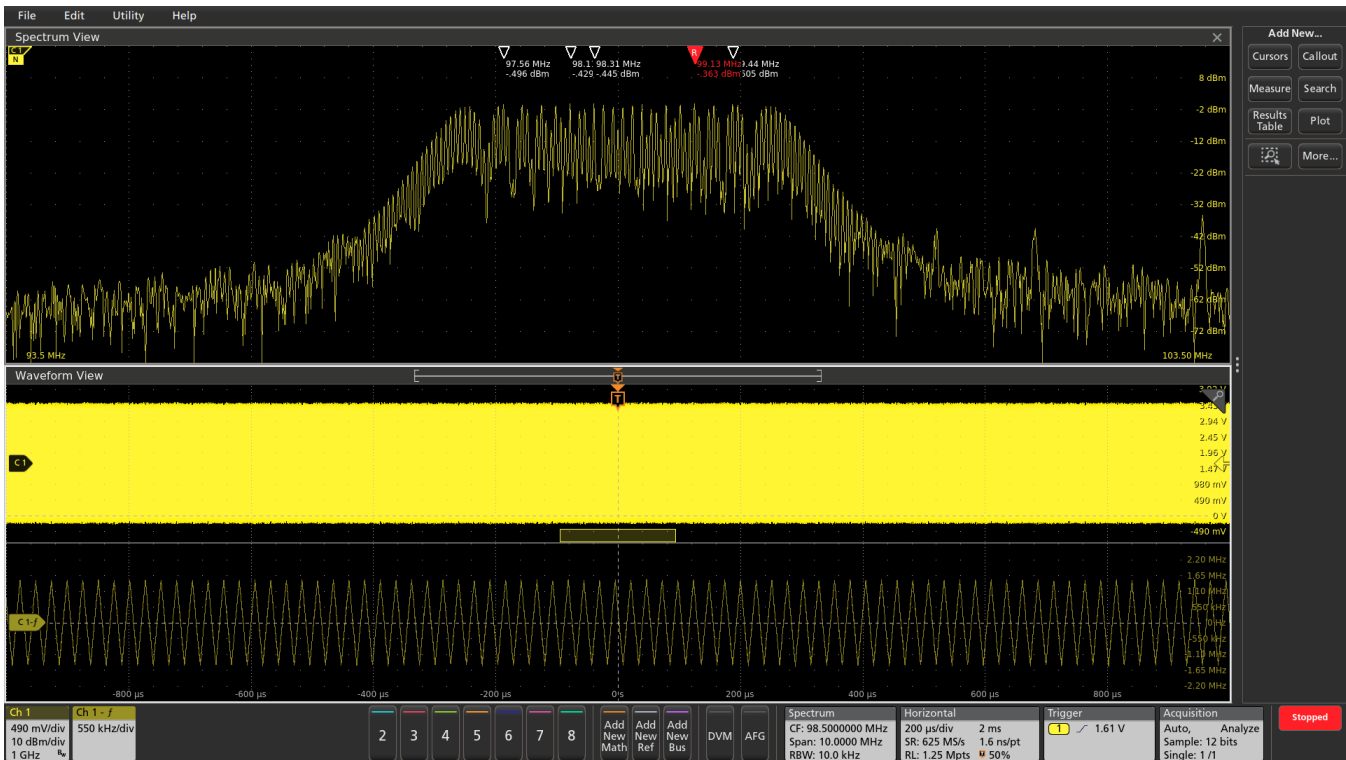 File Edit Utility Help
Spectrum View
Add New...
C 1
N
R
97.56 MHz
-.496 dBm
98.31 MHz
-.429 -.445 dBm
99.13 MHz
-.363 dBm
8 dBm
-2 dBm
-12 dBm
-22 dBm
-32 dBm
-42 dBm
-52 dBm
-62 dBm
-72 dBm
93.5 MHz
103.50 MHz
Cursors Callout
Measure Search
Results Table Plot
More...
Waveform View
T
T
C 1
2.94 V
2.45 V
1.96 V
1.47 V
980 mV
490 mV
0 V
-490 mV
C 1-f
2.20 MHz
1.65 MHz
1.10 MHz
550 kHz
0 Hz
-550 kHz
-1.10 MHz
-1.65 MHz
-2.20 MHz
-800 µs -600 µs -400 µs -200 µs 0 s 200 µs 400 µs 600 µs 800 µs
Ch 1
490 mV/div
10 dBm/div
1 GHz Bw
Ch 1 - f
550 kHz/div
2 3 4 5 6 7 8
Add New Math
Add New Ref
Add New Bus
DVM AFG
Spectrum
CF: 98.5000000 MHz
Span: 10.0000 MHz
RBW: 10.0 kHz
Horizontal
200 µs/div 2 ms
SR: 625 MS/s 1.6 ns/pt
RL: 1.25 Mpts 50%
Trigger
1 1.61 V
Acquisition
Auto, Analyze
Sample: 12 bits
Single: 1 /1
Stopped